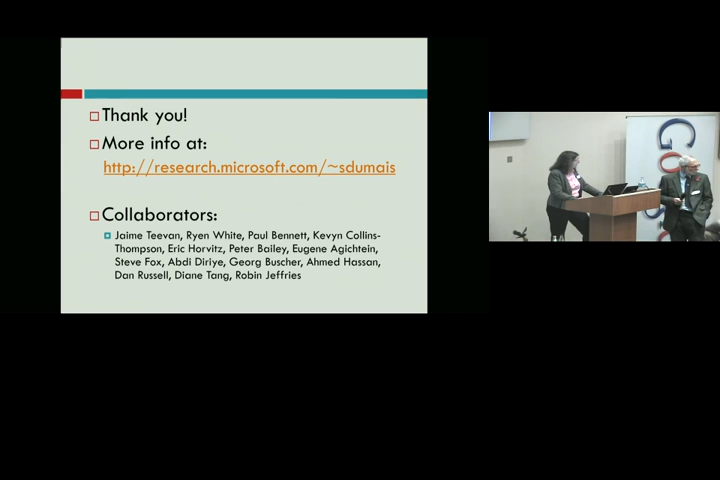 Thank you!
More info at:
http://research.microsoft.com/~sdumais
Collaborators:
Jaime Teevan, Ryen White, Paul Bennett, Kevyn Collins-
Thompson, Eric Horvitz, Peter Bailey, Eugene Agichtein,
Steve Fox, Abdi Diriye, Georg Buscher, Ahmed Hassan,
Dan Russell, Diane Tang, Robin Jeffries